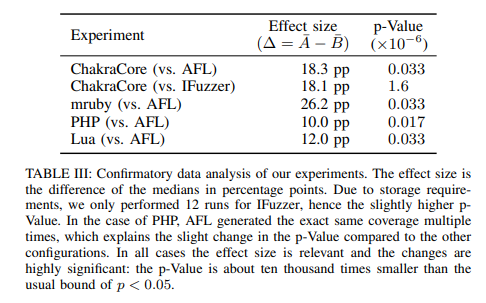 Experiment Effect size p-Value
(Δ = Ā − B̄) (×10⁻⁶)
ChakraCore (vs. AFL) 18.3 pp 0.033
ChakraCore (vs. IFuzzer) 18.1 pp 1.6
mruby (vs. AFL) 26.2 pp 0.033
PHP (vs. AFL) 10.0 pp 0.017
Lua (vs. AFL) 12.0 pp 0.033
TABLE III: Confirmatory data analysis of our experiments. The effect size is
the difference of the medians in percentage points. Due to storage require-
ments, we only performed 12 runs for IFuzzer, hence the slightly higher p-
Value. In the case of PHP, AFL generated the exact same coverage multiple
times, which explains the slight change in the p-Value compared to the other
configurations. In all cases the effect size is relevant and the changes are
highly significant: the p-Value is about ten thousand times smaller than the
usual bound of p < 0.05.